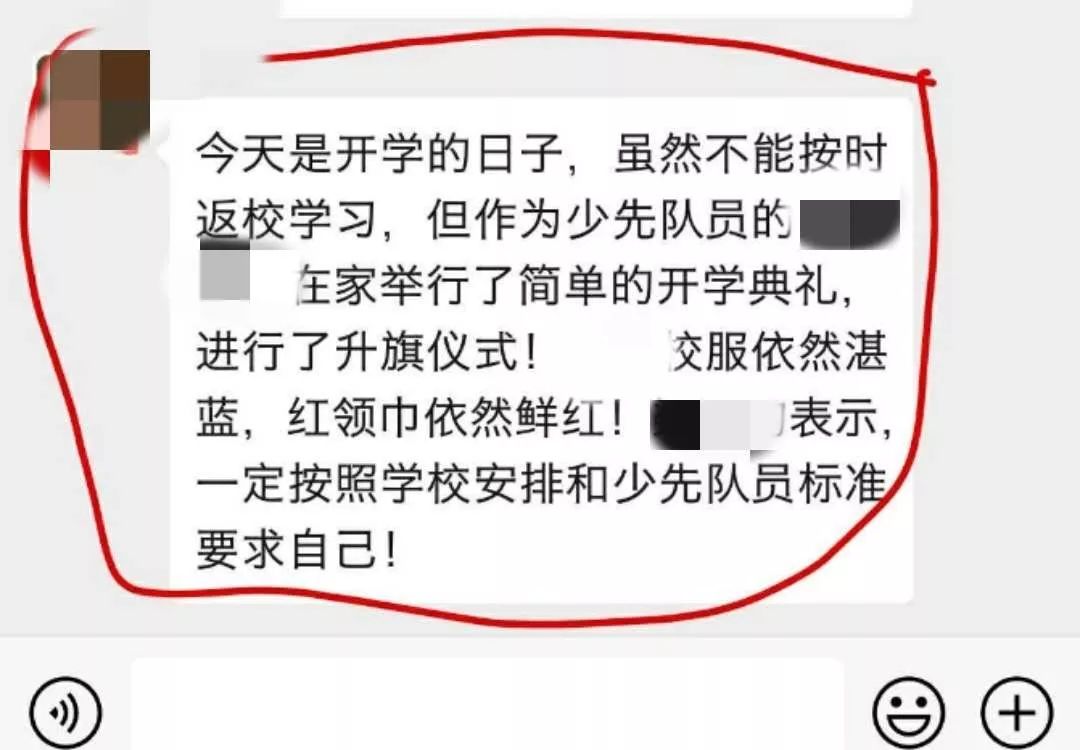 今天是开学的日子，虽然不能按时
返校学习，但作为少先队员的
在家举行了简单的开学典礼，
进行了升旗仪式！校服依然湛
蓝，红领巾依然鲜红！表示，
一定按照学校安排和少先队员标准
要求自己！